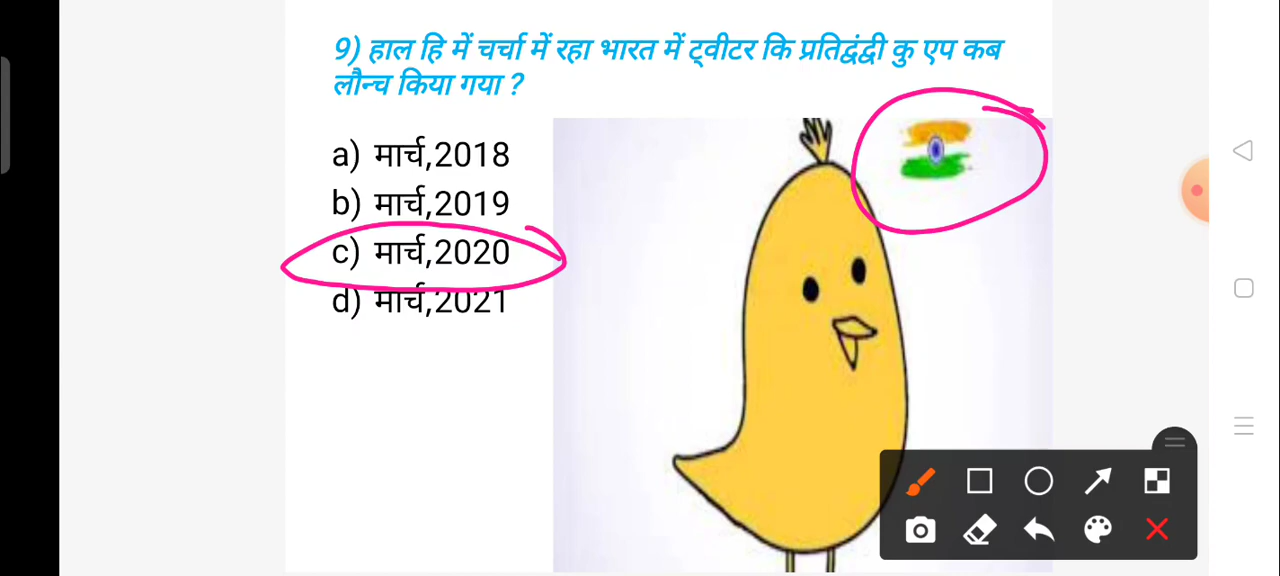 9) हाल हि में चर्चा में रहा भारत में ट्वीटर कि प्रतिद्वंद्वी कु एप कब
लौन्च किया गया ?
a) मार्च,2018
b) मार्च,2019
c) मार्च,2020
d) मार्च,2021